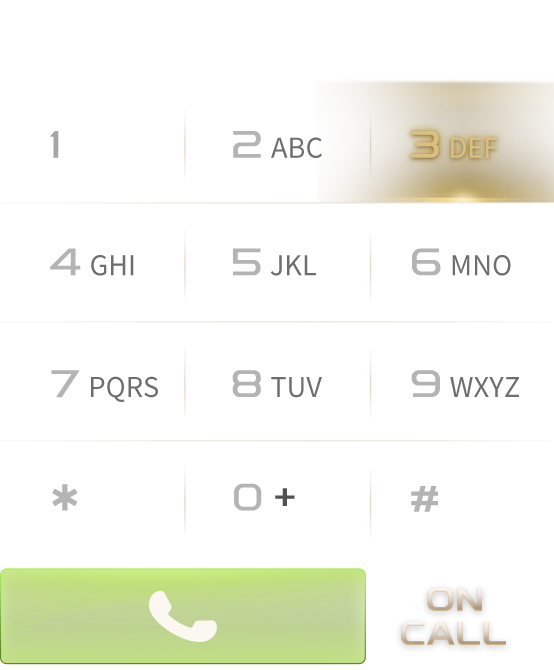 1 2 ABC 3 DEF
4 GHI 5 JKL 6 MNO
7 PQRS 8 TUV 9 WXYZ
* 0 + #
ON
CALL